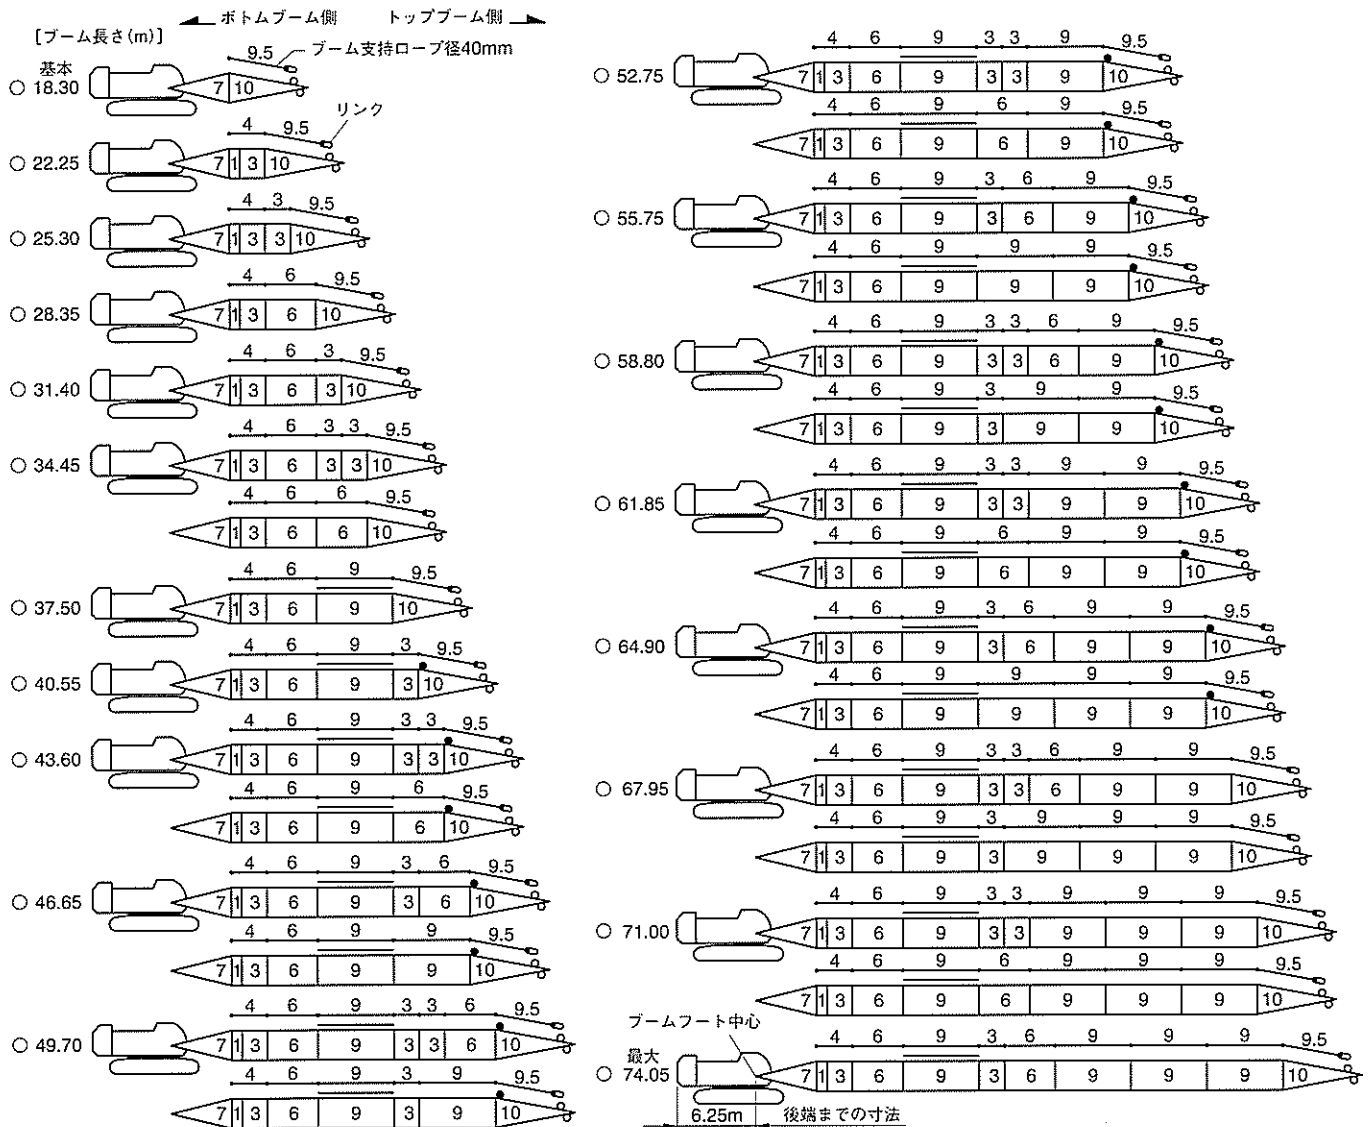 ボトムブーム側 トップブーム側
[ブーム長さ(m)]
9.5 ブーム支持ロープ径40mm
基本
○ 18.30 7 10
リンク
4 9.5
○ 22.25 7 1 3 10
4 3 9.5
○ 25.30 7 1 3 3 10
4 6 9.5
○ 28.35 7 1 3 6 10
4 6 3 9.5
○ 31.40 7 1 3 6 3 10
4 6 3 3 9.5
○ 34.45 7 1 3 6 3 3 10
4 6 6 9.5
7 1 3 6 6 10
4 6 9 9.5
○ 37.50 7 1 3 6 9 10
4 6 9 3 9.5
○ 40.55 7 1 3 6 9 3 10
4 6 9 3 3 9.5
○ 43.60 7 1 3 6 9 3 3 10
4 6 9 6 9.5
7 1 3 6 9 6 10
4 6 9 3 6 9.5
○ 46.65 7 1 3 6 9 3 6 10
4 6 9 9 9.5
7 1 3 6 9 9 10
4 6 9 3 3 6 9.5
○ 49.70 7 1 3 6 9 3 3 6 10
4 6 9 3 9 9.5
7 1 3 6 9 3 9 10
4 6 9 3 3 9 9.5
○ 52.75 7 1 3 6 9 3 3 9 10
4 6 9 6 9 9.5
7 1 3 6 9 6 9 10
4 6 9 3 6 9 9.5
○ 55.75 7 1 3 6 9 3 6 9 10
4 6 9 9 9 9.5
7 1 3 6 9 9 9 10
4 6 9 3 3 6 9 9.5
○ 58.80 7 1 3 6 9 3 3 6 9 10
4 6 9 3 9 9 9.5
7 1 3 6 9 3 9 9 10
4 6 9 3 3 9 9 9.5
○ 61.85 7 1 3 6 9 3 3 9 9 10
4 6 9 6 9 9 9.5
7 1 3 6 9 6 9 9 10
4 6 9 3 6 9 9 9.5
○ 64.90 7 1 3 6 9 3 6 9 9 10
4 6 9 9 9 9 9.5
7 1 3 6 9 9 9 9 10
4 6 9 3 3 6 9 9 9.5
○ 67.95 7 1 3 6 9 3 3 6 9 9 10
4 6 9 3 9 9 9 9.5
7 1 3 6 9 3 9 9 9 10
4 6 9 3 3 9 9 9 9.5
○ 71.00 7 1 3 6 9 3 3 9 9 9 10
4 6 9 6 9 9 9 9.5
7 1 3 6 9 6 9 9 9 10
ブームフート中心
4 6 9 3 6 9 9 9 9.5
最大
○ 74.05 7 1 3 6 9 3 6 9 9 9 10
6.25m 後端までの寸法